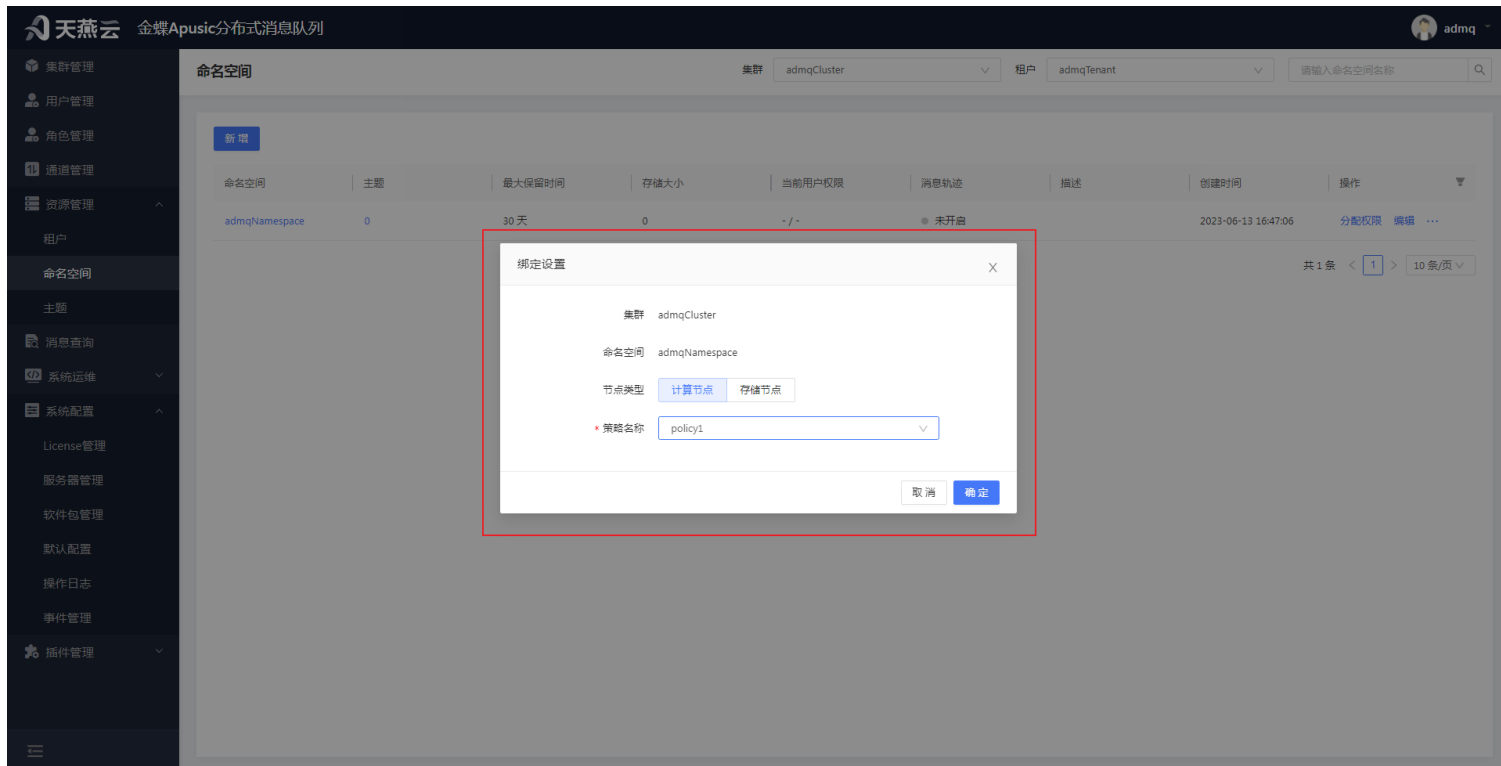 天燕云 金蝶Apusic分布式消息队列
admq
集群管理
用户管理
角色管理
通道管理
资源管理
租户
命名空间
主题
消息查询
系统运维
系统配置
License管理
服务器管理
软件包管理
默认配置
操作日志
事件管理
插件管理
命名空间 集群 admqCluster 租户 admqTenant 请输入命名空间名称
新增
命名空间 主题 最大保留时间 存储大小 当前用户权限 消息轨迹 描述 创建时间 操作
admqNamespace 0 30 天 0 - / - 未开启 2023-06-13 16:47:06 分配权限 编辑 ···
共 1 条 < 1 > 10 条/页
绑定设置 X
集群 admqCluster
命名空间 admqNamespace
节点类型 计算节点 存储节点
* 策略名称 policy1
取消 确定